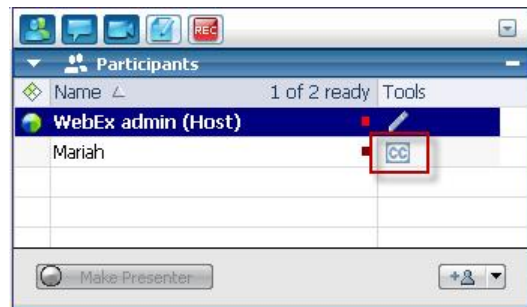 REC
Participants
Name 1 of 2 ready Tools
WebEx admin (Host)
Mariah CC
Make Presenter